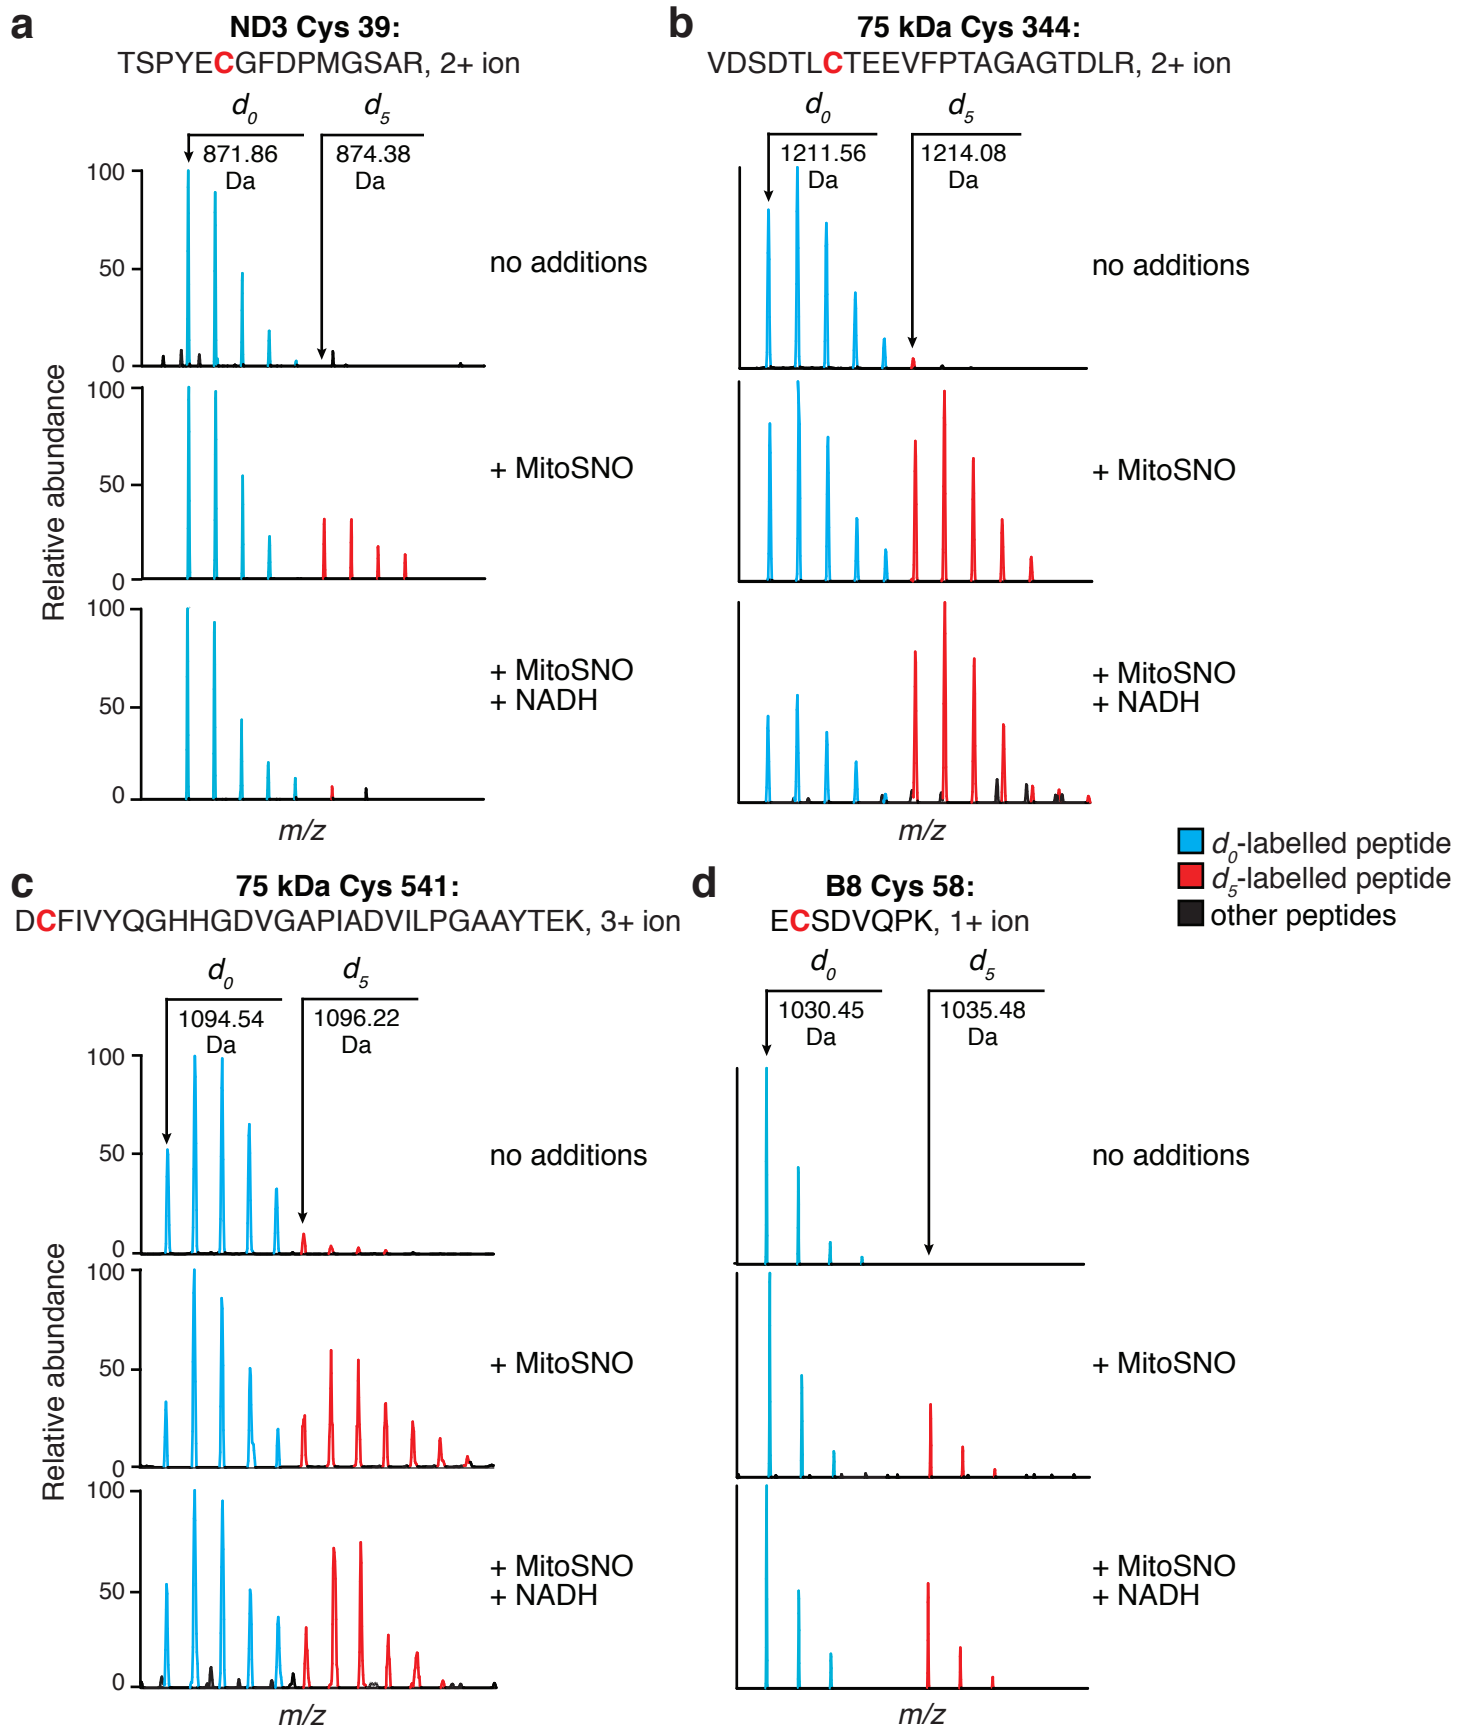 a
ND3 Cys 39:
TSPYECGFDPMGSAR, 2+ ion
d0
d5
871.86
Da
874.38
Da
100
50
0
no additions
100
50
0
+ MitoSNO
100
50
0
+ MitoSNO
+ NADH
Relative abundance
m/z
b
75 kDa Cys 344:
VDSDTLCTEEVFPTAGAGTDLR, 2+ ion
d0
d5
1211.56
Da
1214.08
Da
no additions
+ MitoSNO
+ MitoSNO
+ NADH
m/z
d0-labelled peptide
d5-labelled peptide
other peptides
c
75 kDa Cys 541:
DCFIVYQGHHGDVGAPIADVILPGAAYTEK, 3+ ion
d0
d5
1094.54
Da
1096.22
Da
100
50
0
no additions
100
50
0
+ MitoSNO
100
50
0
+ MitoSNO
+ NADH
Relative abundance
m/z
d
B8 Cys 58:
ECSDVQPK, 1+ ion
d0
d5
1030.45
Da
1035.48
Da
no additions
+ MitoSNO
+ MitoSNO
+ NADH
m/z